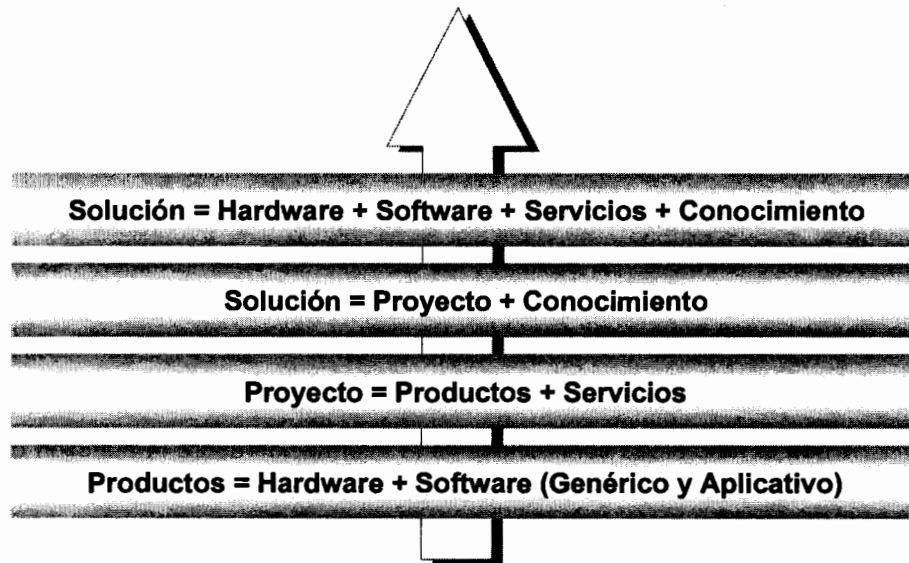 Solución = Hardware + Software + Servicios + Conocimiento
Solución = Proyecto + Conocimiento
Proyecto = Productos + Servicios
Productos = Hardware + Software (Genérico y Aplicativo)